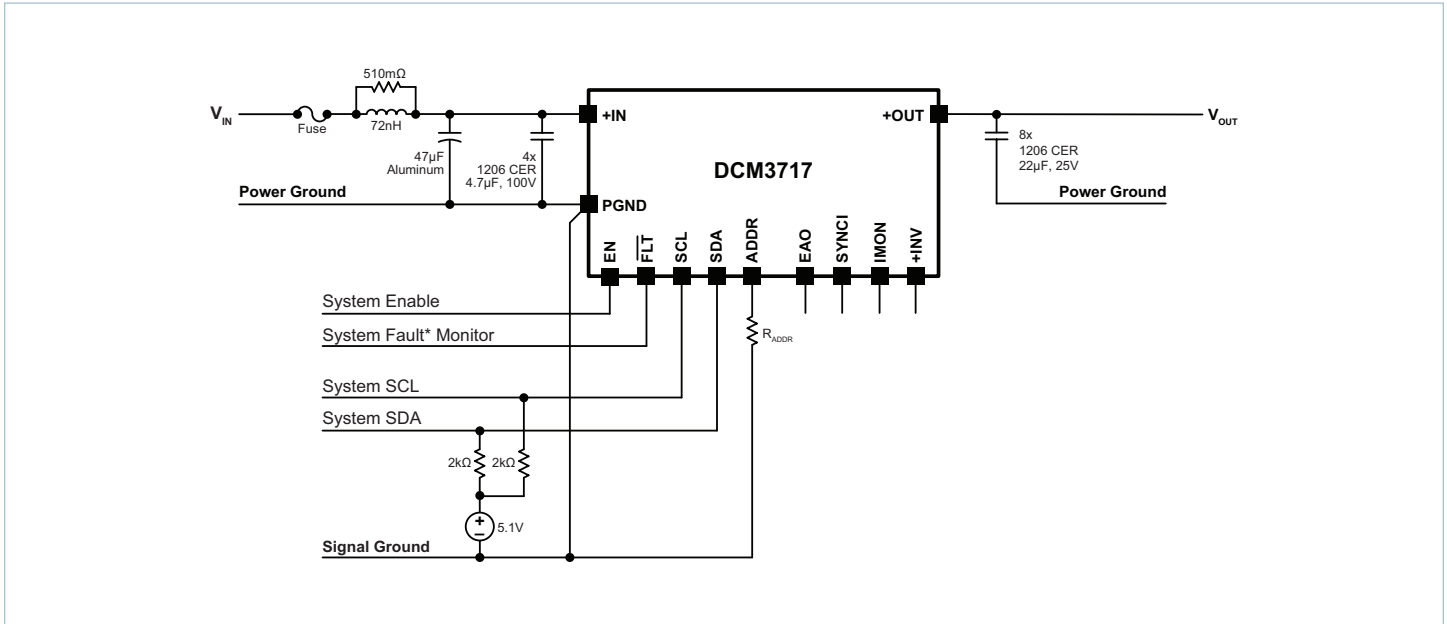 510mΩ
V_IN
Fuse
72nH
47µF
Aluminum
4x
1206 CER
4.7µF, 100V
Power Ground
+IN
PGND
DCM3717
+OUT
V_OUT
8x
1206 CER
22µF, 25V
Power Ground
EN
FLT
SCL
SDA
ADDR
EAO
SYNCI
IMON
+INV
System Enable
System Fault* Monitor
R_ADDR
System SCL
System SDA
2kΩ
2kΩ
+
–
5.1V
Signal Ground